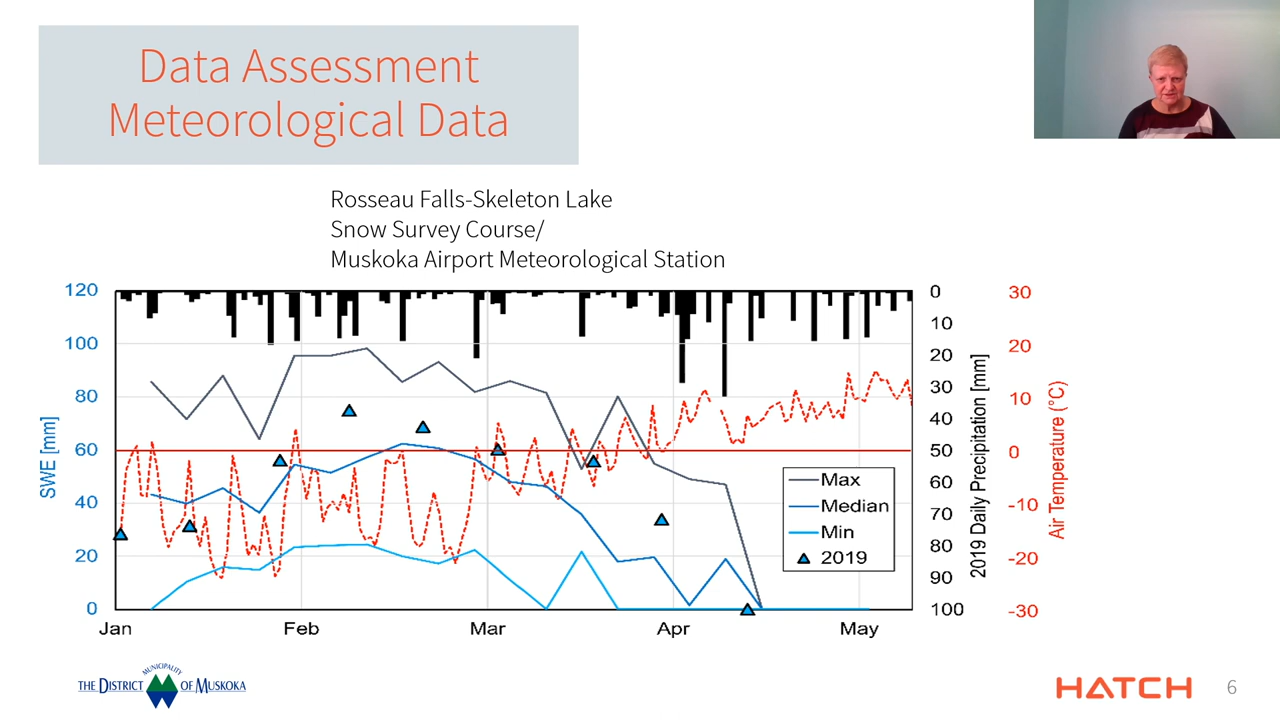 Data Assessment
Meteorological Data
Rosseau Falls-Skeleton Lake
Snow Survey Course/
Muskoka Airport Meteorological Station
120
100
80
60
40
20
0
SWE [mm]
Jan
Feb
Mar
Apr
May
0
10
20
30
40
50
60
70
80
90
100
2019 Daily Precipitation [mm]
30
20
10
0
-10
-20
-30
Air Temperature (°C)
Max
Median
Min
2019
MUNICIPALITY
THE DISTRICT OF MUSKOKA
HATCH
6